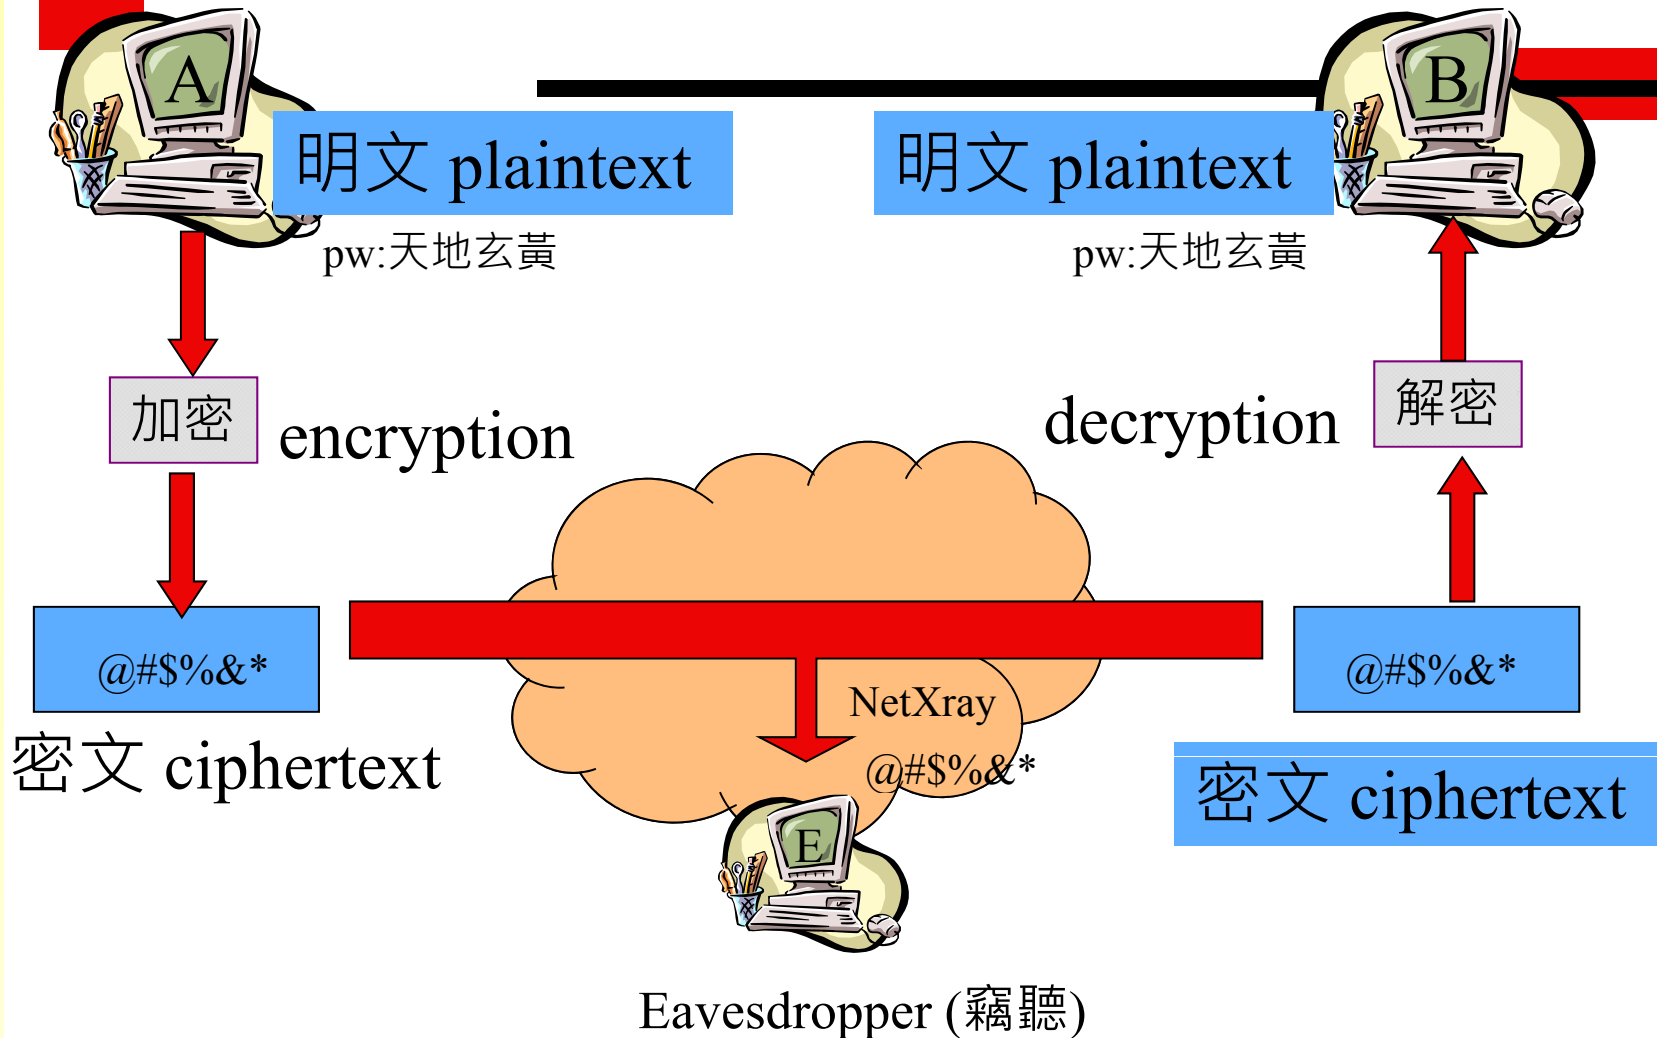 A
B
明文 plaintext
明文 plaintext
pw:天地玄黃
pw:天地玄黃
加密
encryption
decryption
解密
@#$%&*
@#$%&*
NetXray
@#$%&*
密文 ciphertext
密文 ciphertext
E
Eavesdropper (竊聽)